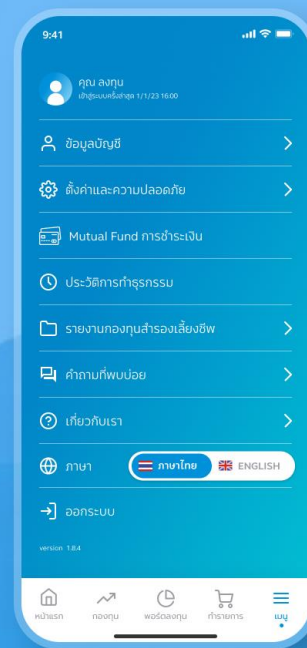 9:41
คุณ ลงทุน
เข้าสู่ระบบครั้งล่าสุด 1/1/23 16:00
ข้อมูลบัญชี
ตั้งค่าและความปลอดภัย
Mutual Fund การชำระเงิน
ประวัติการทำธุรกรรม
รายงานกองทุนสำรองเลี้ยงชีพ
คำถามที่พบบ่อย
เกี่ยวกับเรา
ภาษา ภาษาไทย ENGLISH
ออกระบบ
version 1.8.4
หน้าแรก กองทุน พอร์ตลงทุน ทำรายการ เมนู